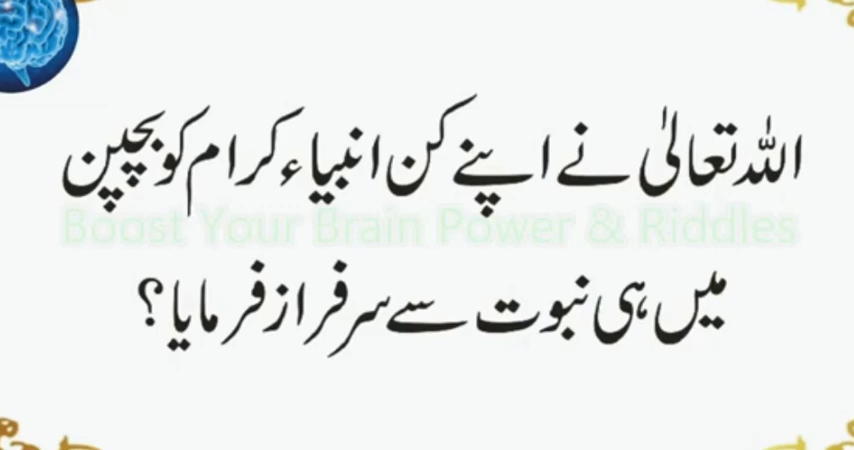 اللہ تعالیٰ نے اپنے کن انبیاء کرام کو بچپن
Boost Your Brain Power & Riddles
میں ہی نبوت سے سرفراز فرمایا؟